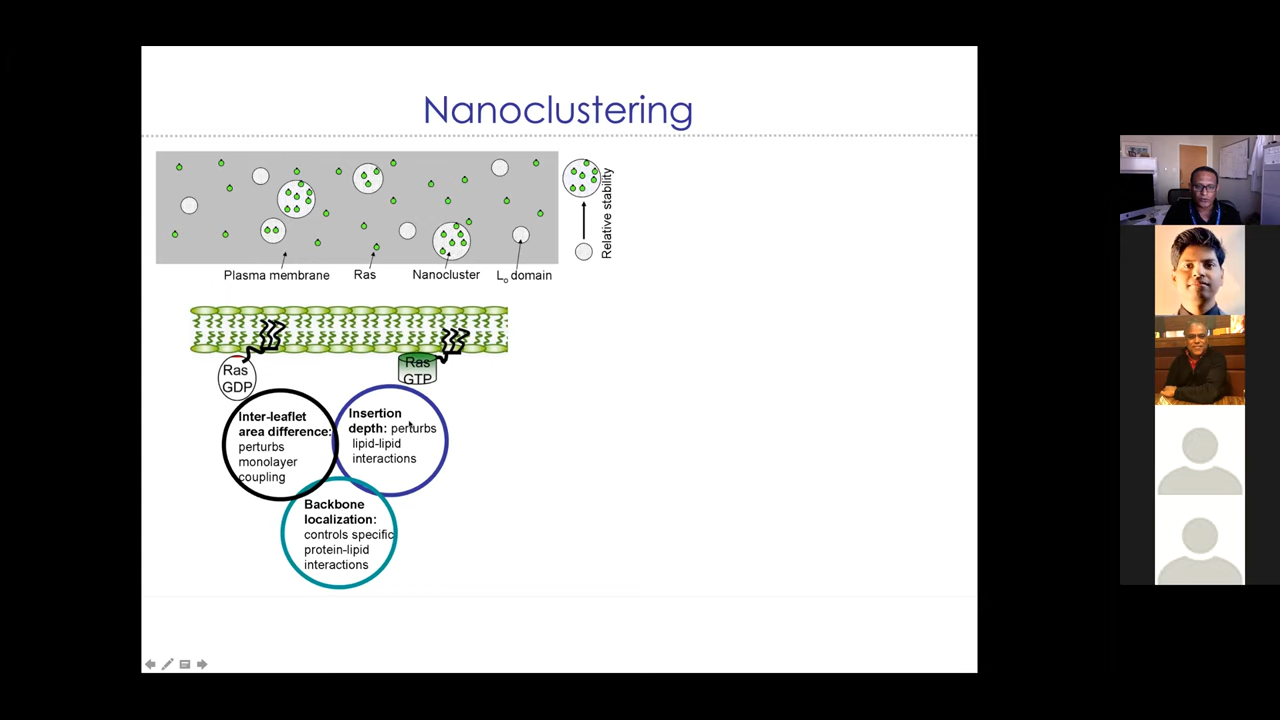 Nanoclustering
Relative stability
Plasma membrane
Ras
Nanocluster
Lo domain
Ras
GDP
Ras
GTP
Inter-leaflet
area difference:
perturbs
monolayer
coupling
Insertion
depth: perturbs
lipid-lipid
interactions
Backbone
localization:
controls specific
protein-lipid
interactions